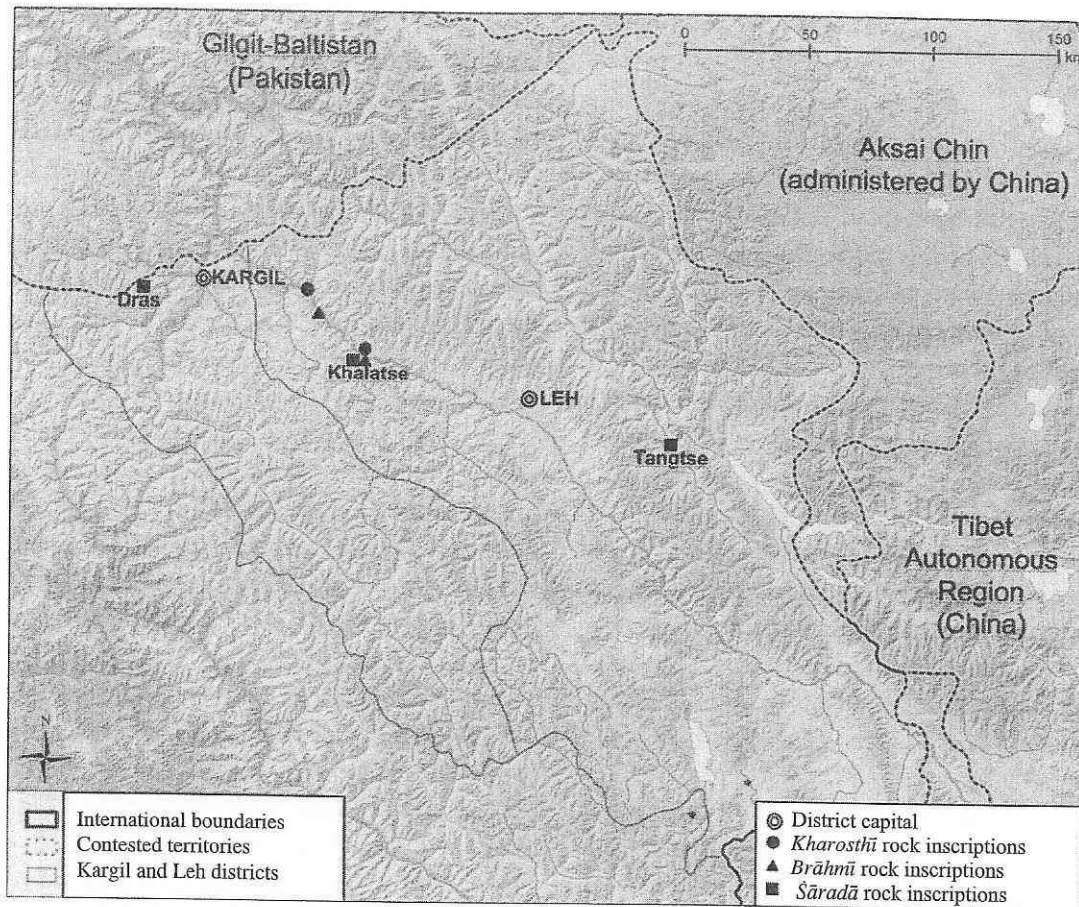 Gilgit-Baltistan
(Pakistan)
0 50 100 150
km
Aksai Chin
(administered by China)
KARGIL
Dras
Khalatse
LEH
Tangtse
Tibet
Autonomous
Region
(China)
N
International boundaries
Contested territories
Kargil and Leh districts
District capital
Kharosthī rock inscriptions
Brāhmī rock inscriptions
Śāradā rock inscriptions